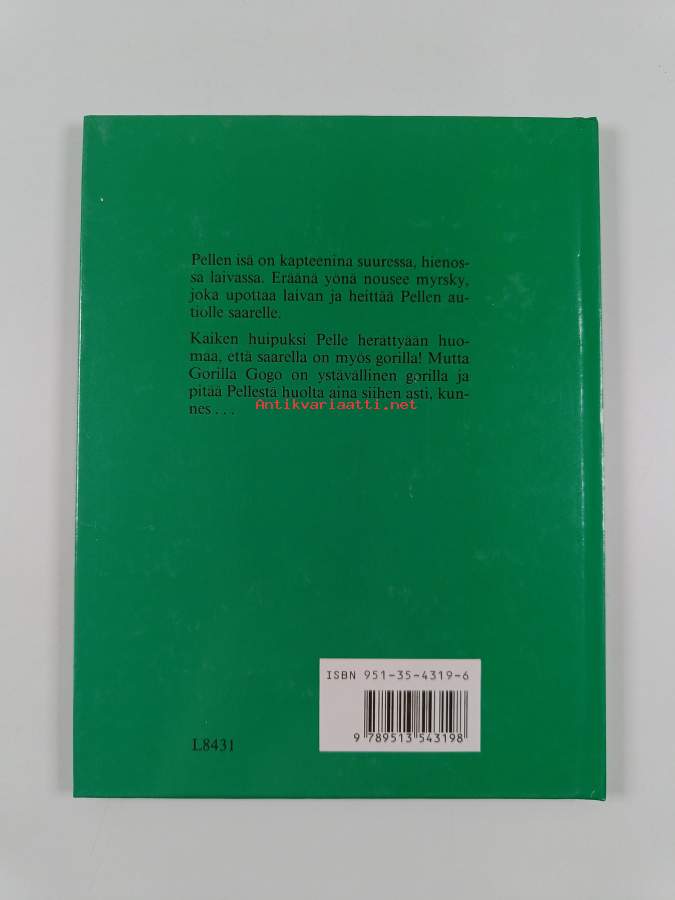 Pellen isä on kapteenina suuressa, hienos-
sa laivassa. Eräänä yönä nousee myrsky,
joka upottaa laivan ja heittää Pellen au-
tiolle saarelle.
Kaiken huipuksi Pelle herättyään huo-
maa, että saarella on myös gorilla! Mutta
Gorilla Gogo on ystävällinen gorilla ja
pitää Pellestä huolta aina siihen asti, kun-
nes . . .
Antikvariaatti.net
ISBN 951-35-4319-6
9 789513 543198
L8431